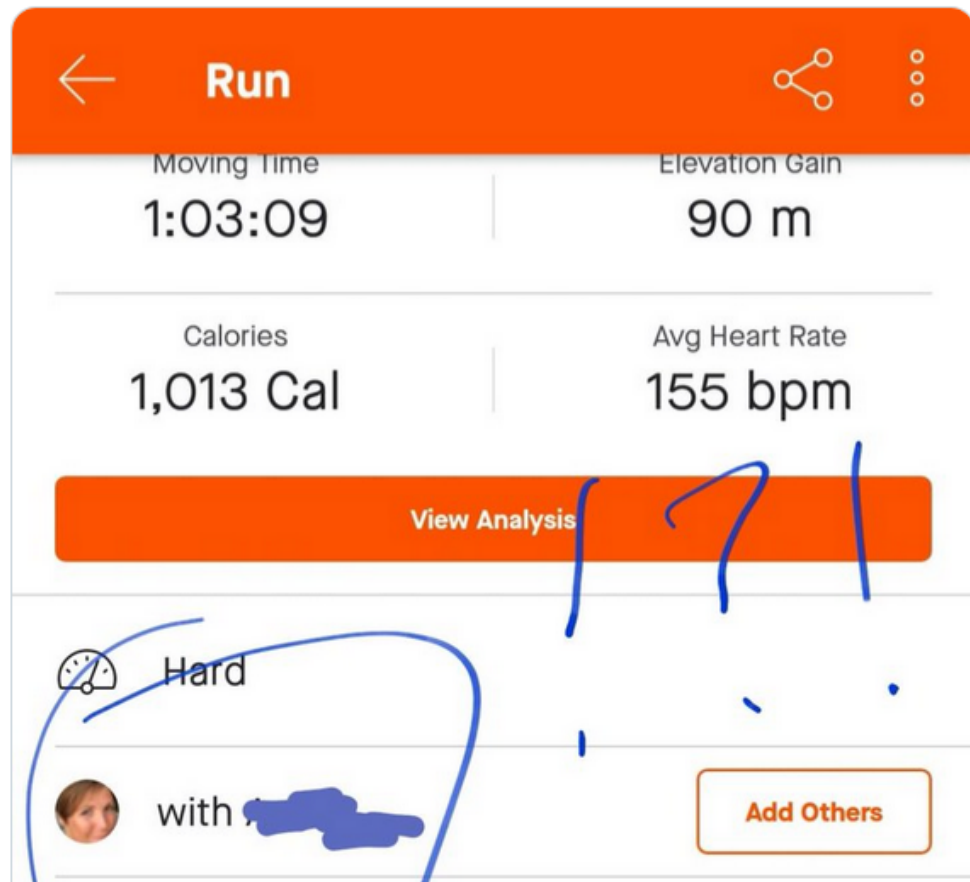 Run
Moving Time
Elevation Gain
1:03:09
90 m
Calories
Avg Heart Rate
1,013 Cal
155 bpm
View Analysis
! ? !
Hard
with
Add Others